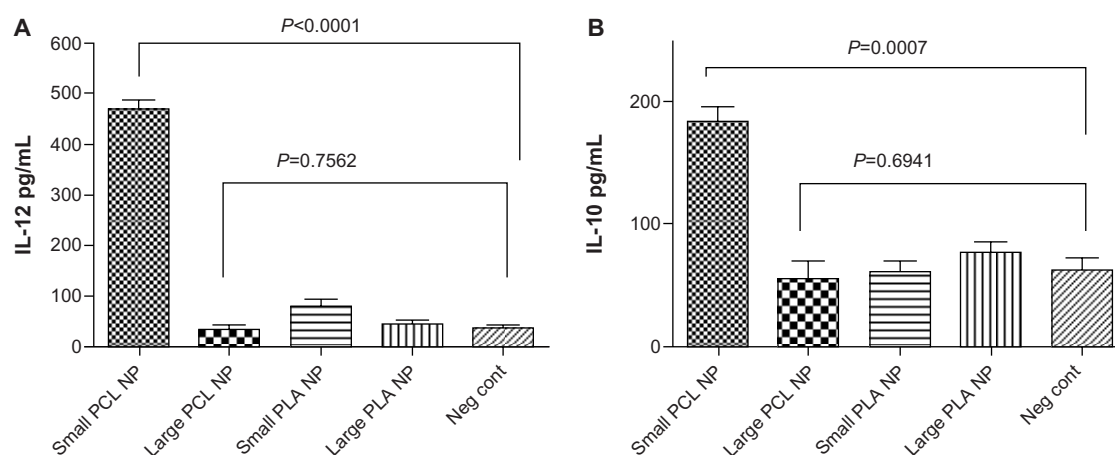 A
P<0.0001
P=0.7562
IL-12 pg/mL
600
500
400
300
200
100
0
Small PCL NP
Large PCL NP
Small PLA NP
Large PLA NP
Neg cont
B
P=0.0007
P=0.6941
IL-10 pg/mL
200
100
0
Small PCL NP
Large PCL NP
Small PLA NP
Large PLA NP
Neg cont